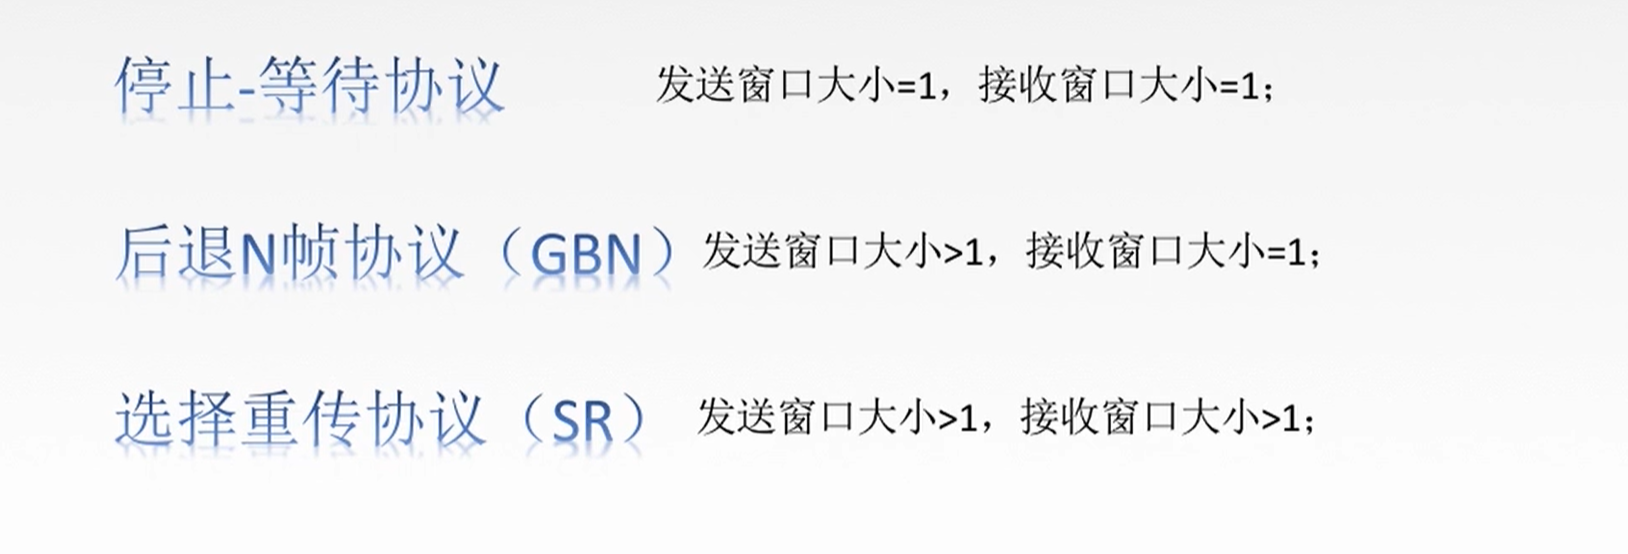 停止-等待协议 发送窗口大小=1，接收窗口大小=1；
后退N帧协议（GBN）发送窗口大小>1，接收窗口大小=1；
选择重传协议（SR） 发送窗口大小>1，接收窗口大小>1；